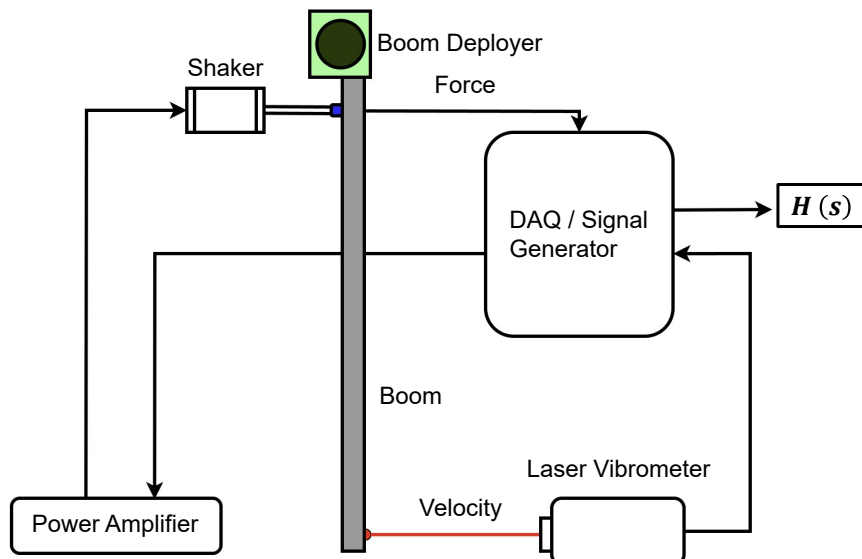 Boom Deployer
Shaker
Force
DAQ / Signal
Generator
H (s)
Boom
Laser Vibrometer
Velocity
Power Amplifier